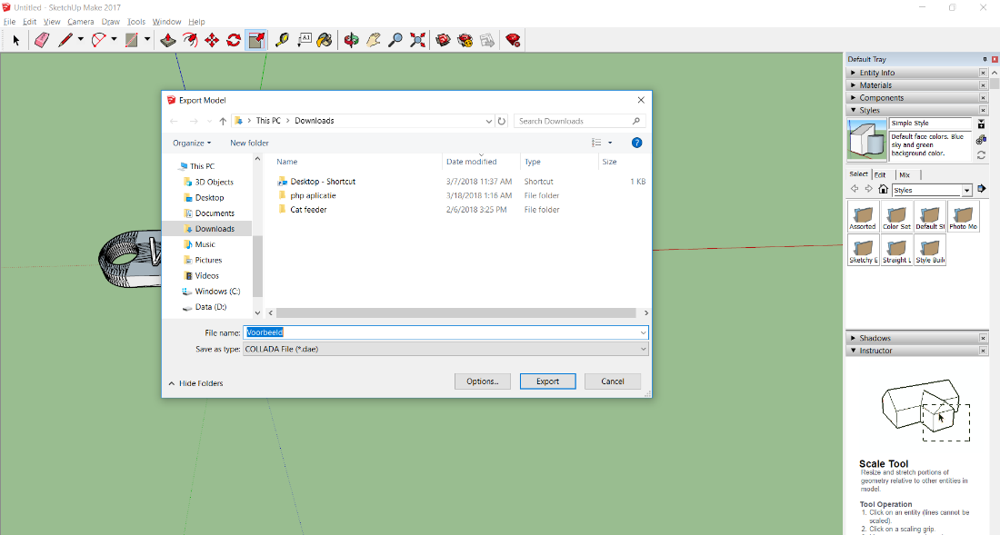 Untitled - SketchUp Make 2017
File Edit View Camera Draw Tools Window Help
A1
Export Model
This PC > Downloads
Search Downloads
Organize
New folder
This PC
3D Objects
Desktop
Documents
Downloads
Music
Pictures
Videos
Windows (C:)
Data (D:)
Name Date modified Type Size
Desktop - Shortcut 3/7/2018 11:37 AM Shortcut 1 KB
php aplicatie 3/18/2018 1:16 AM File folder
Cat feeder 2/6/2018 3:25 PM File folder
File name: Voorbeeld
Save as type: COLLADA File (*.dae)
Hide Folders
Options...
Export
Cancel
Default Tray
Entity Info
Materials
Components
Styles
Simple Style
Default face colors. Blue
sky and green
background color.
Select Edit Mix
Styles
Assorted Color Set Default St Photo Mo
Sketchy E Straight L Style Buil
Shadows
Instructor
Scale Tool
Resize and stretch portions of
geometry relative to other entities in
model.
Tool Operation
1. Click on an entity (lines cannot be
scaled).
2. Click on a scaling grip.